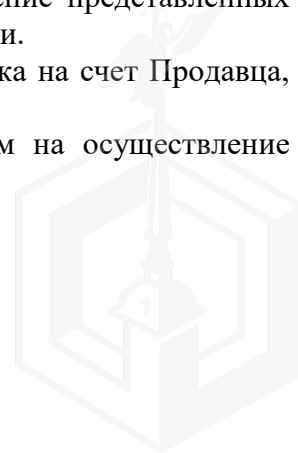 ение представленных
и.
ка на счет Продавца,
м на осуществление